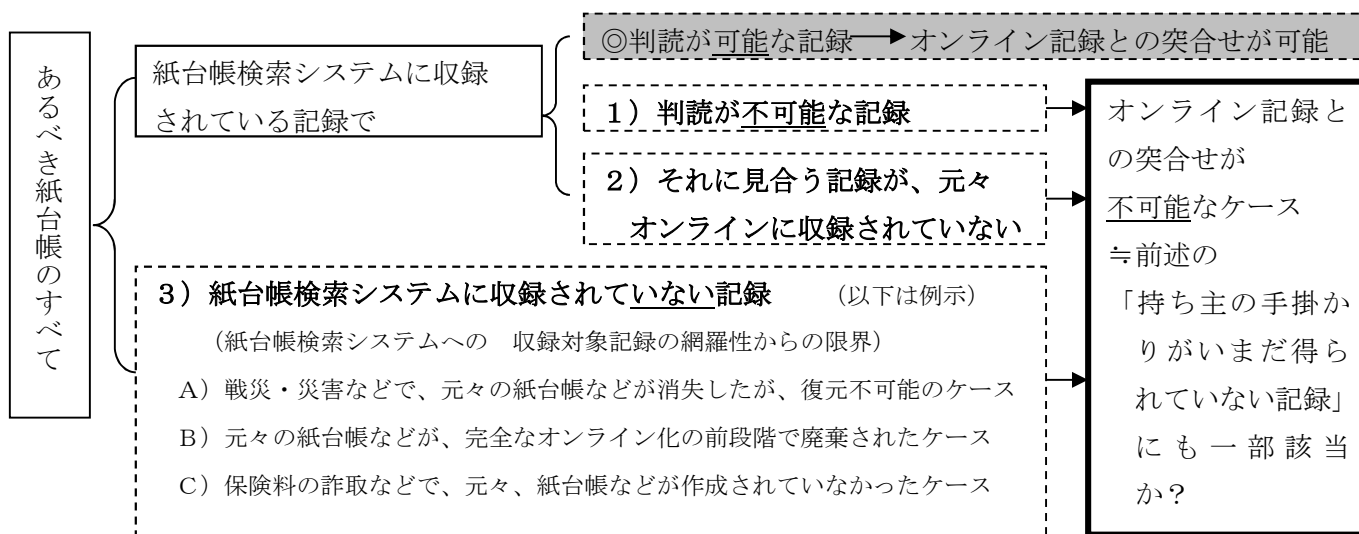 あるべき紙台帳のすべて
紙台帳検索システムに収録
されている記録で
◎判読が可能な記録→オンライン記録との突合せが可能
1)判読が不可能な記録
2)それに見合う記録が、元々
オンラインに収録されていない
3)紙台帳検索システムに収録されていない記録 (以下は例示)
(紙台帳検索システムへの 収録対象記録の網羅性からの限界)
A)戦災・災害などで、元々の紙台帳などが消失したが、復元不可能のケース
B)元々の紙台帳などが、完全なオンライン化の前段階で廃棄されたケース
C)保険料の詐取などで、元々、紙台帳などが作成されていなかったケース
オンライン記録と
の突合せが
不可能なケース
≒前述の
「持ち主の手掛か
りがいまだ得ら
れていない記録」
にも一部該当
か?